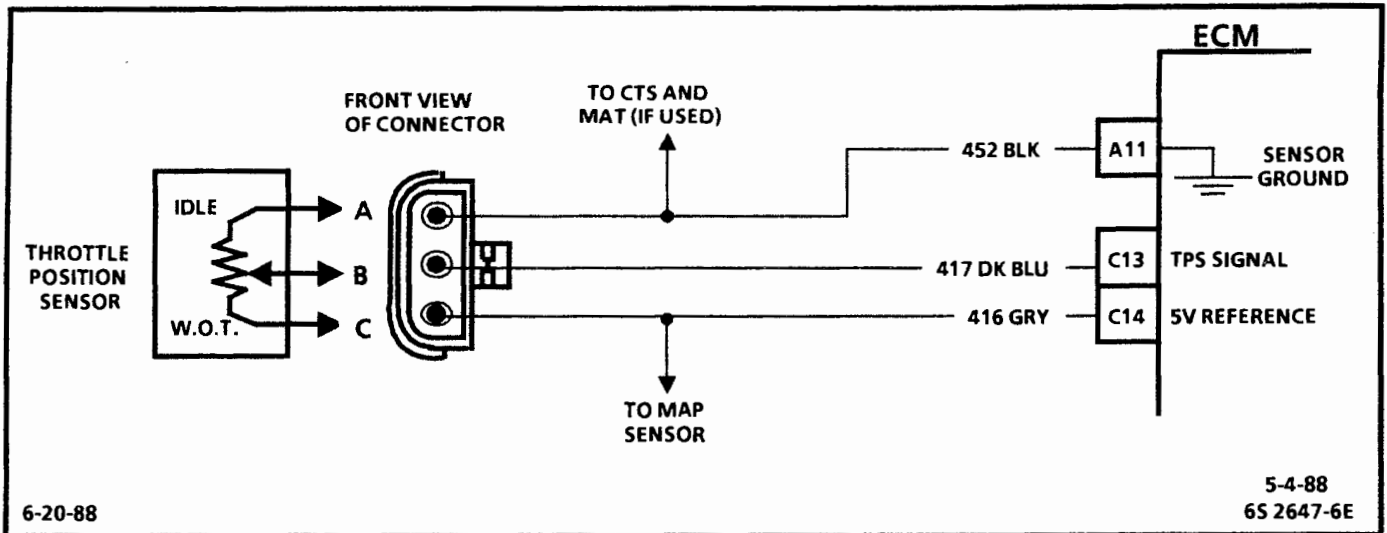 ECM
FRONT VIEW
OF CONNECTOR
TO CTS AND
MAT (IF USED)
452 BLK
A11
SENSOR
GROUND
IDLE
A
THROTTLE
POSITION
SENSOR
B
417 DK BLU
C13
TPS SIGNAL
W.O.T.
C
416 GRY
C14
5V REFERENCE
TO MAP
SENSOR
6-20-88
5-4-88
6S 2647-6E